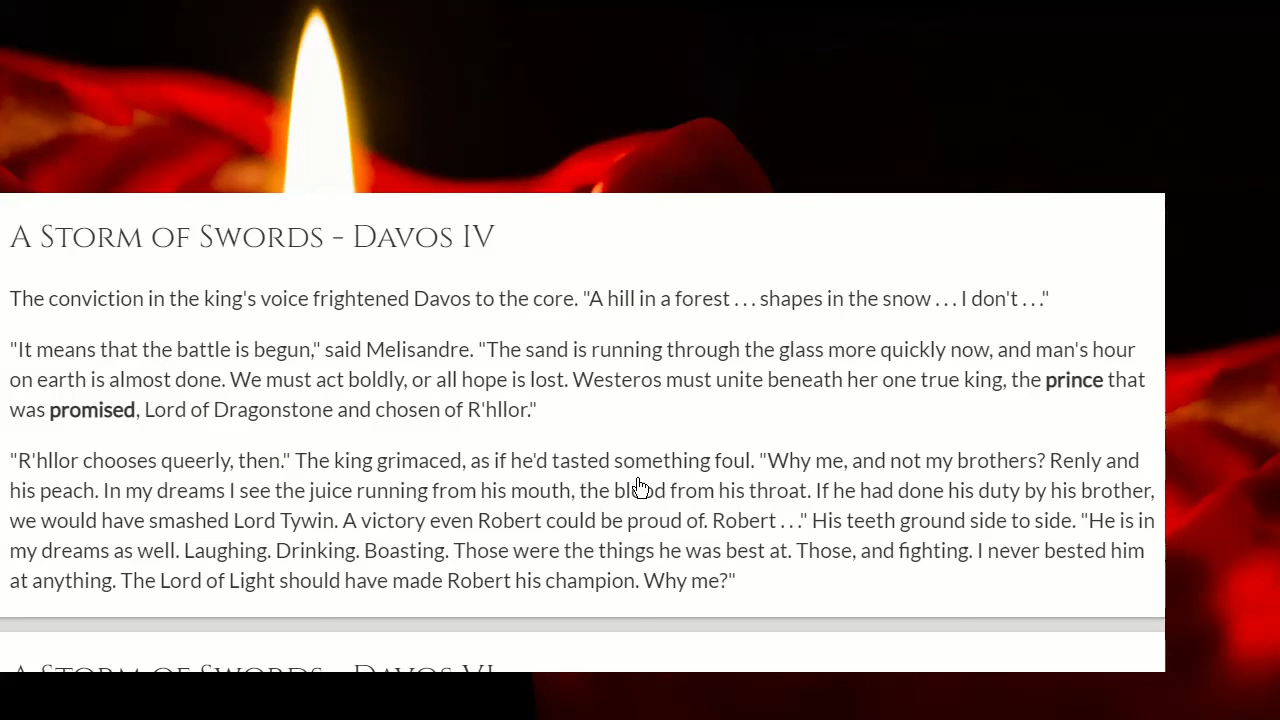 A Storm of Swords - Davos IV
The conviction in the king's voice frightened Davos to the core. "A hill in a forest . . . shapes in the snow . . . I don't . . ."
"It means that the battle is begun," said Melisandre. "The sand is running through the glass more quickly now, and man's hour
on earth is almost done. We must act boldly, or all hope is lost. Westeros must unite beneath her one true king, the prince that
was promised, Lord of Dragonstone and chosen of R'hllor."
"R'hllor chooses queerly, then." The king grimaced, as if he'd tasted something foul. "Why me, and not my brothers? Renly and
his peach. In my dreams I see the juice running from his mouth, the blood from his throat. If he had done his duty by his brother,
we would have smashed Lord Tywin. A victory even Robert could be proud of. Robert . . ." His teeth ground side to side. "He is in
my dreams as well. Laughing. Drinking. Boasting. Those were the things he was best at. Those, and fighting. I never bested him
at anything. The Lord of Light should have made Robert his champion. Why me?"
A Storm of Swords - Davos VI